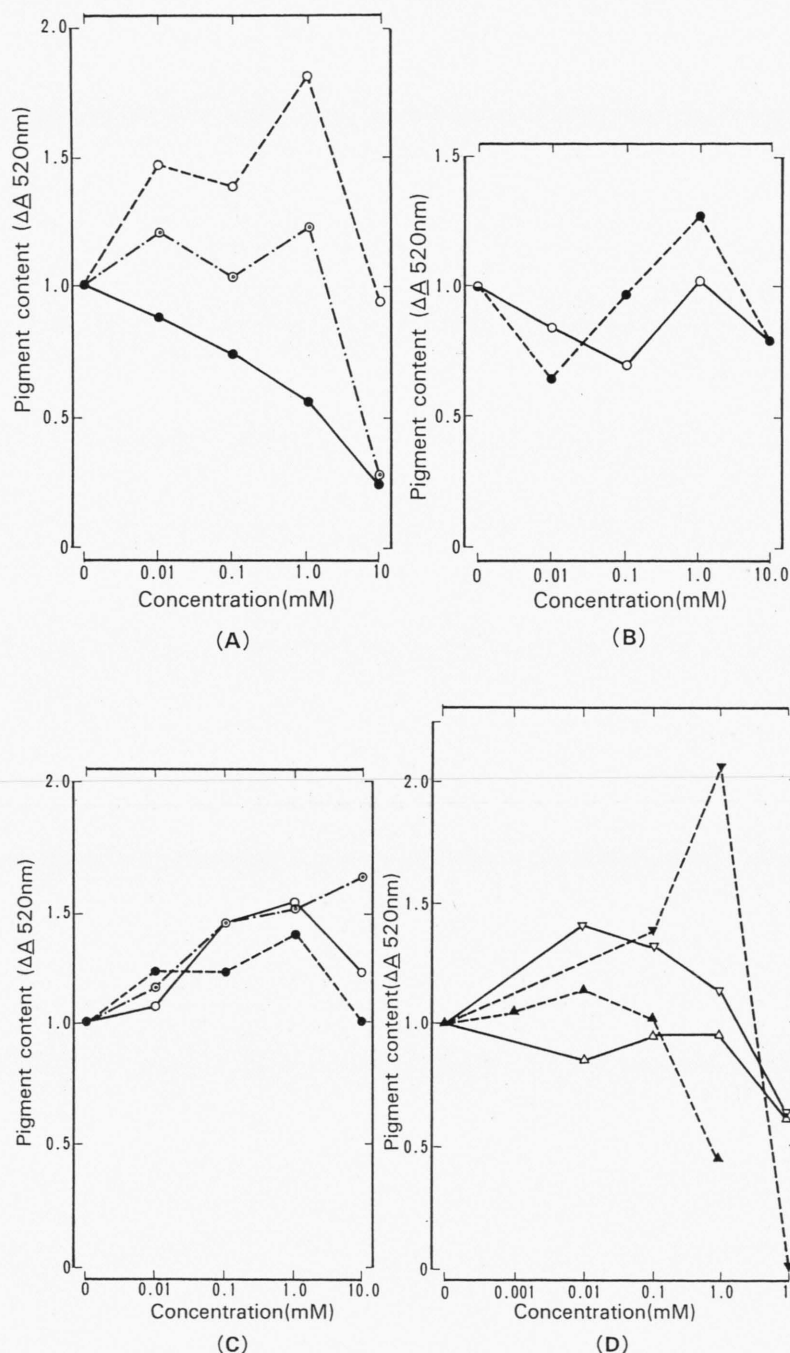 2.0
1.5
1.0
0.5
0
Pigment content (ΔA 520nm)
0 0.01 0.1 1.0 10
Concentration(mM)
(A)
1.5
1.0
0.5
0
Pigment content (ΔA 520nm)
0 0.01 0.1 1.0 10.0
Concentration(mM)
(B)
2.0
1.5
1.0
0.5
0
Pigment content (ΔA 520nm)
0 0.01 0.1 1.0 10.0
Concentration(mM)
(C)
2.0
1.5
1.0
0.5
0
Pigment content(ΔA 520nm)
0 0.001 0.01 0.1 1.0
Concentration(mM)
(D)